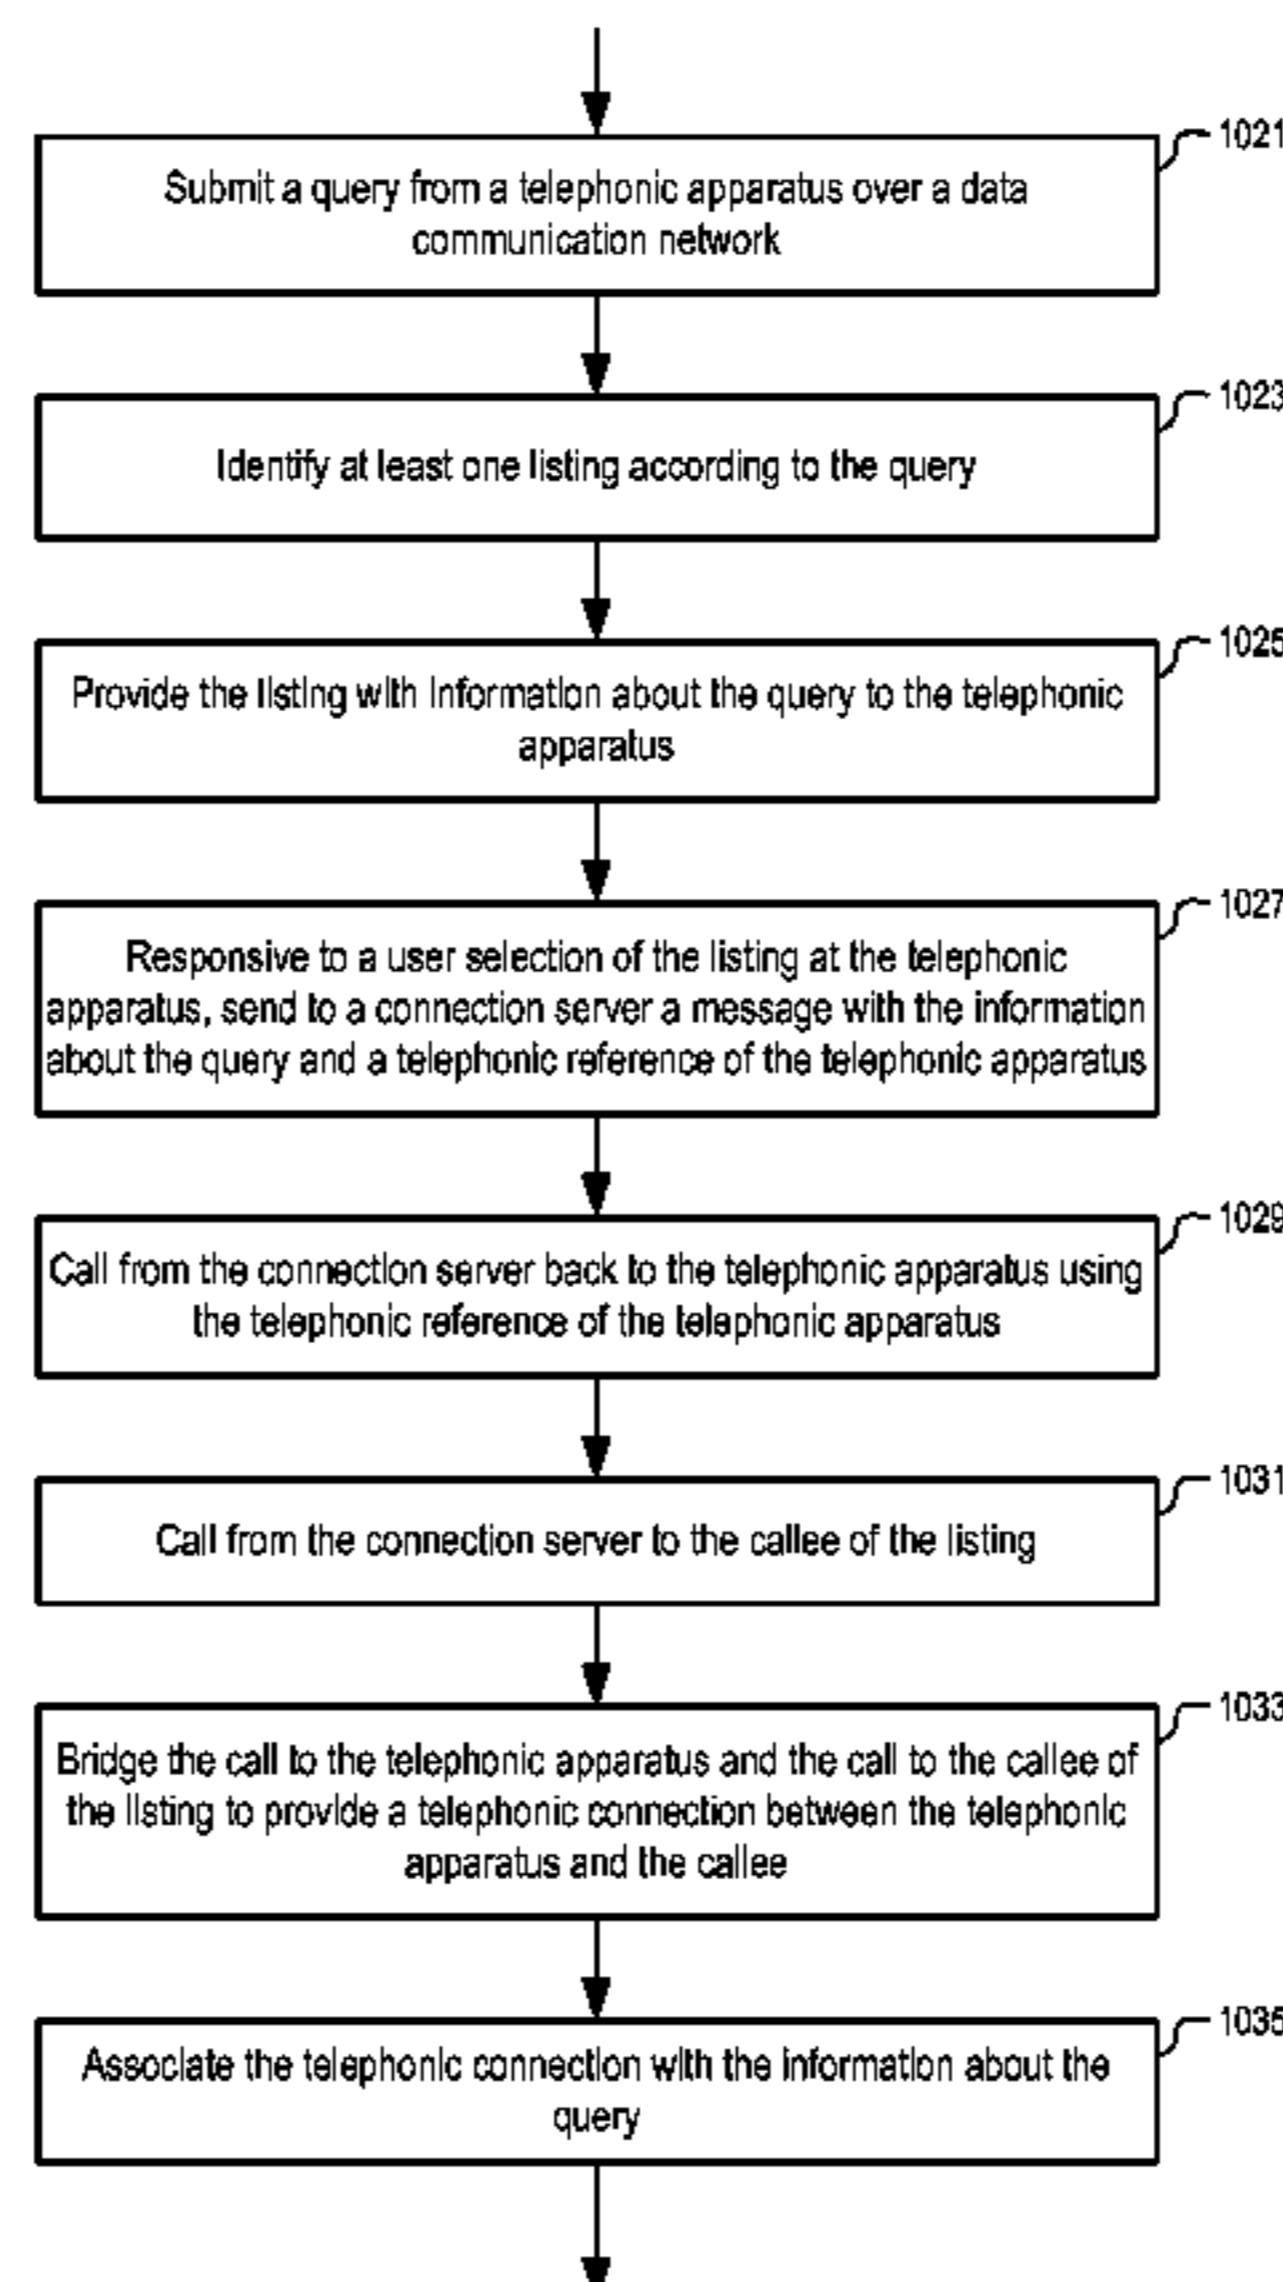 1021
Submit a query from a telephonic apparatus over a data
communication network
1023
Identify at least one listing according to the query
1025
Provide the listing with information about the query to the telephonic
apparatus
1027
Responsive to a user selection of the listing at the telephonic
apparatus, send to a connection server a message with the information
about the query and a telephonic reference of the telephonic apparatus
1029
Call from the connection server back to the telephonic apparatus using
the telephonic reference of the telephonic apparatus
1031
Call from the connection server to the callee of the listing
1033
Bridge the call to the telephonic apparatus and the call to the callee of
the listing to provide a telephonic connection between the telephonic
apparatus and the callee
1035
Associate the telephonic connection with the information about the
query